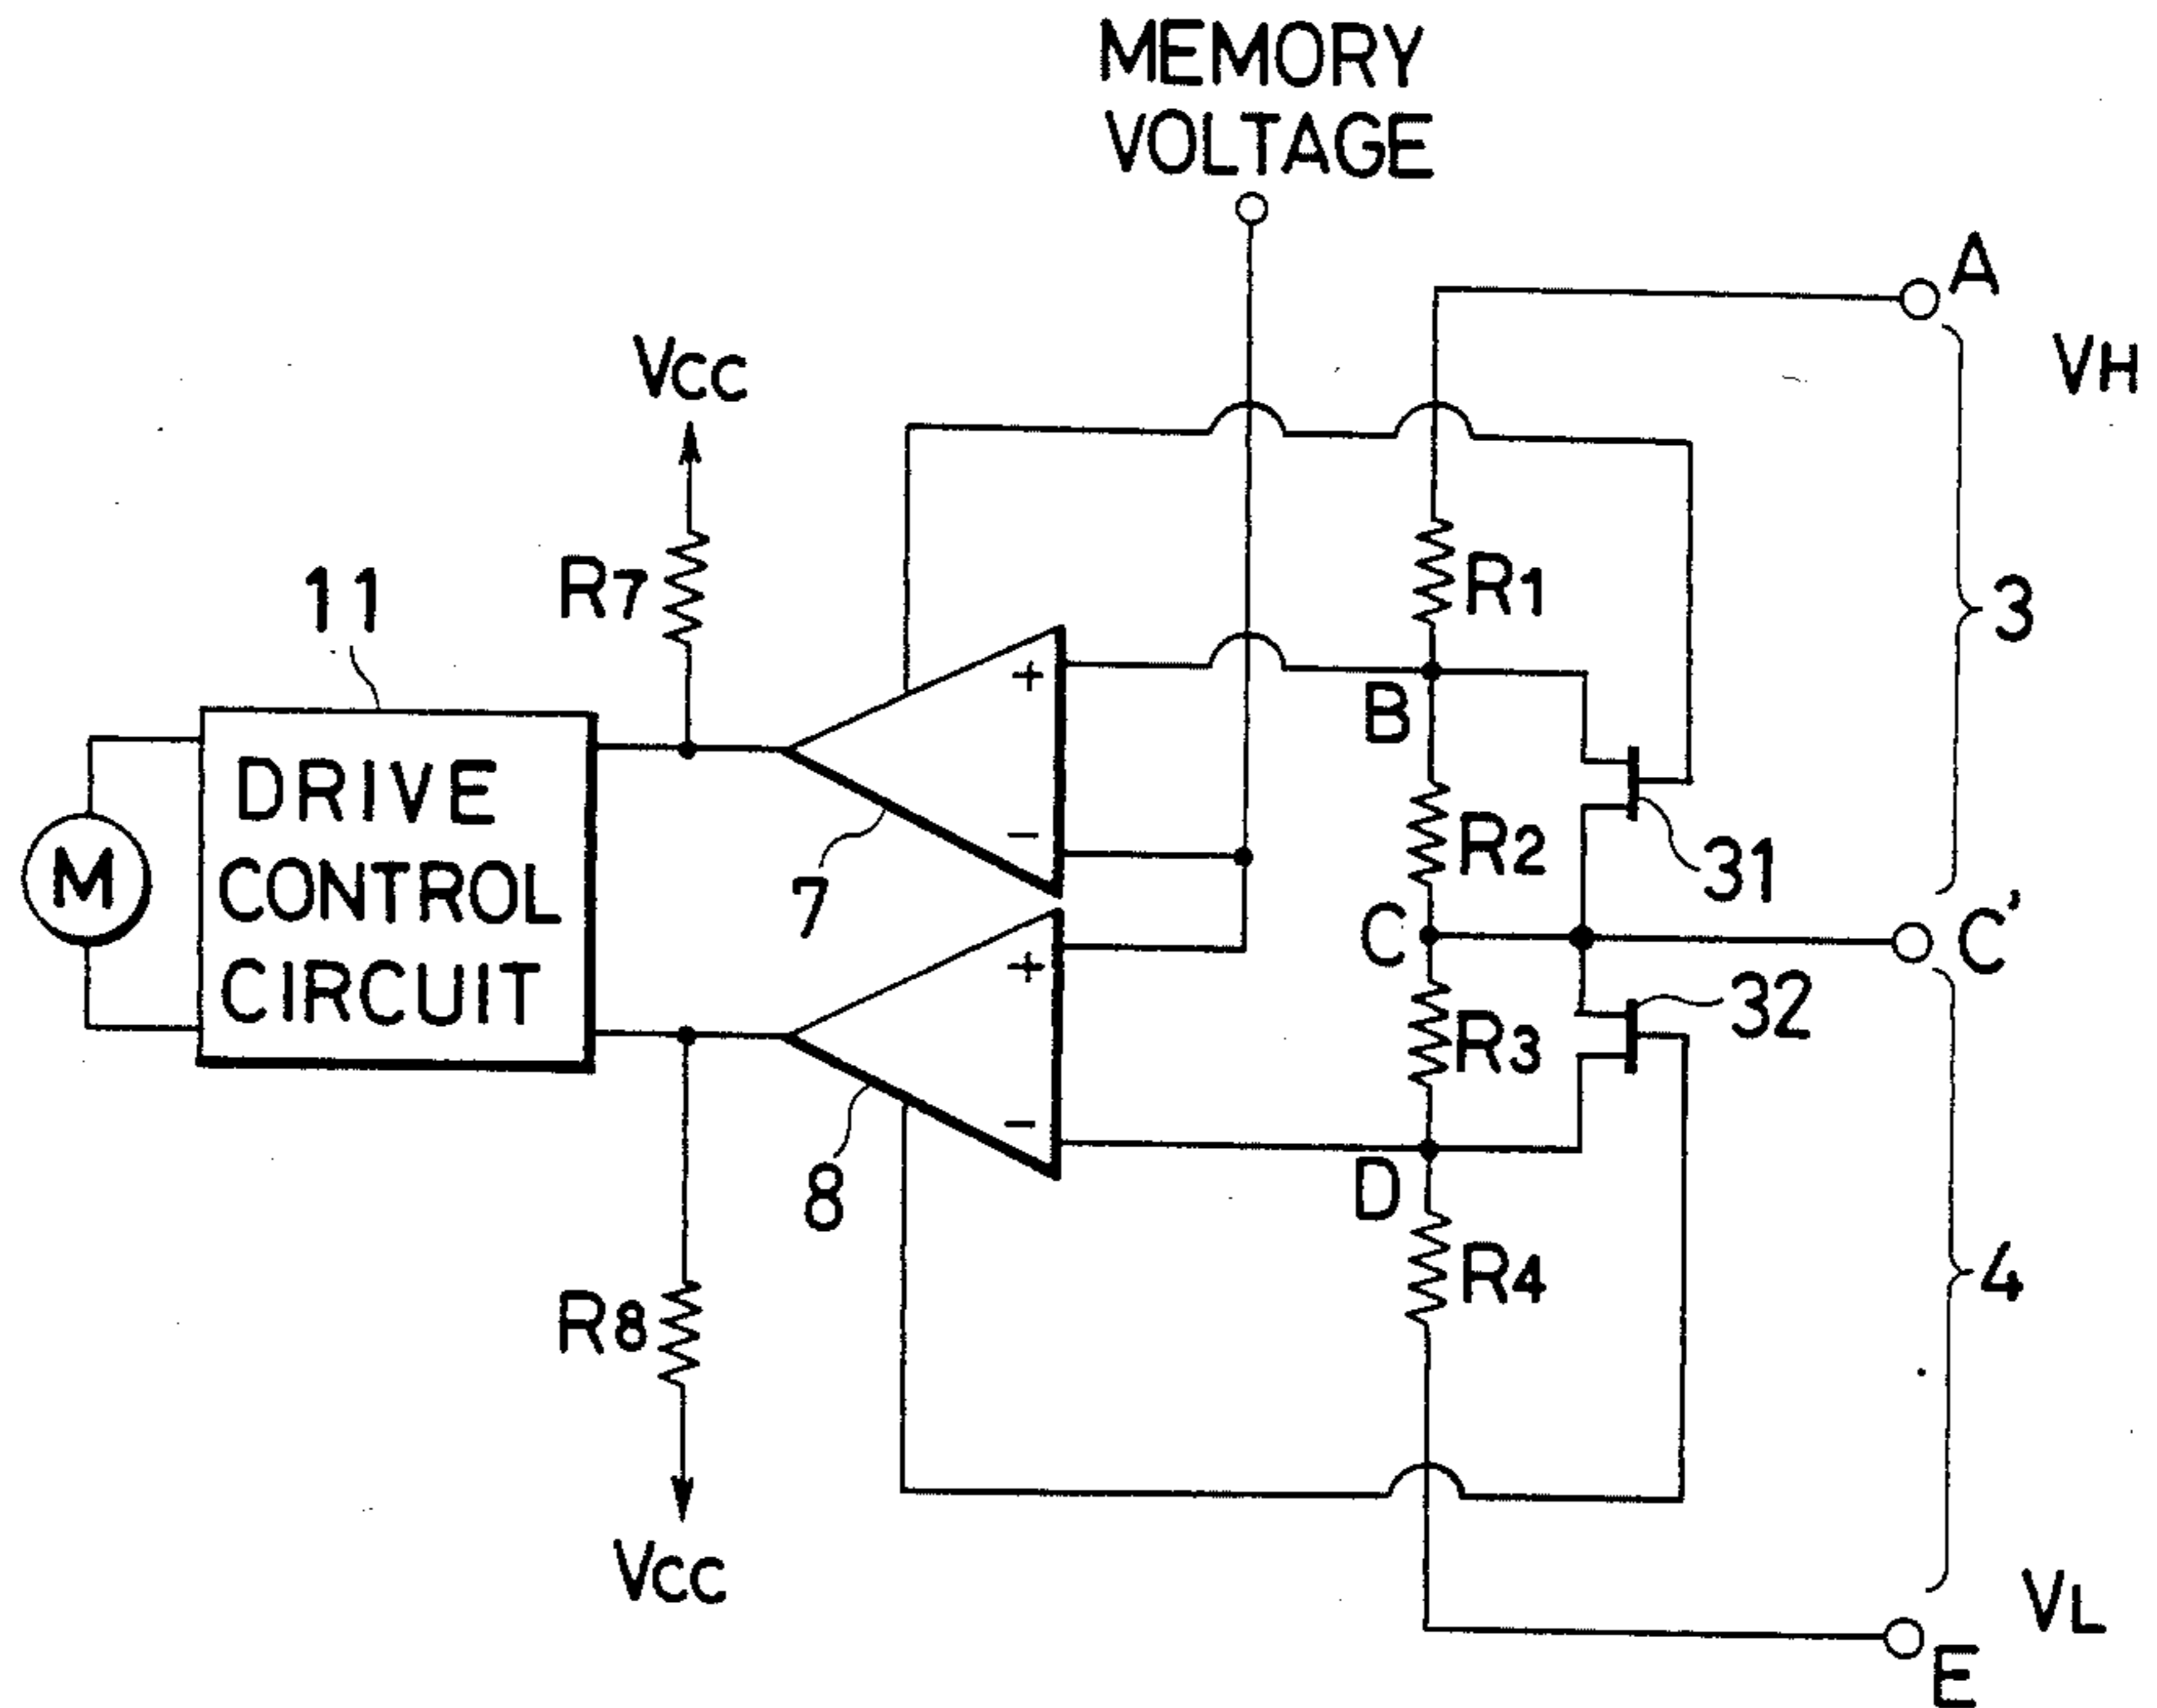 MEMORY
VOLTAGE
A
VH
VCC
R7
R1
3
11
+
B
DRIVE
CONTROL
CIRCUIT
M
−
7
R2
31
C
C'
+
32
R3
−
8
D
R4
4
R8
VCC
VL
E